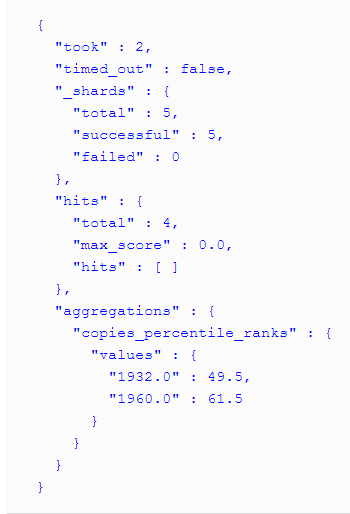 {
"took" : 2,
"timed_out" : false,
"_shards" : {
"total" : 5,
"successful" : 5,
"failed" : 0
},
"hits" : {
"total" : 4,
"max_score" : 0.0,
"hits" : [ ]
},
"aggregations" : {
"copies_percentile_ranks" : {
"values" : {
"1932.0" : 49.5,
"1960.0" : 61.5
}
}
}
}